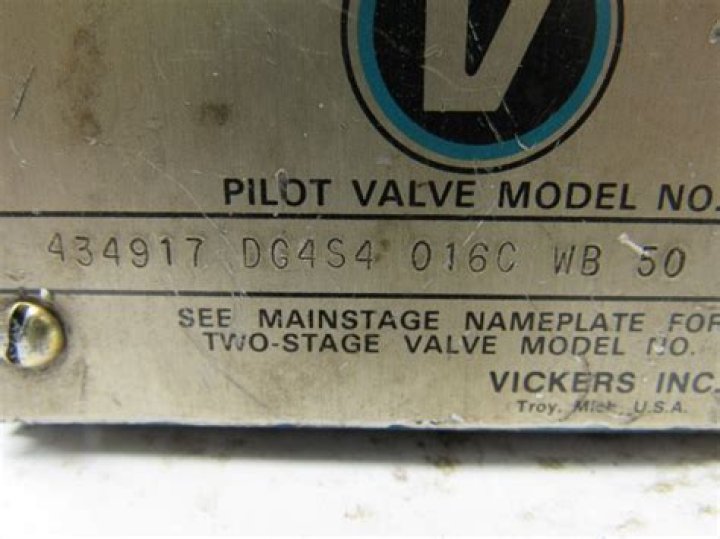 V
PILOT VALVE MODEL NO.
434917 DG4S4 016C WB 50
SEE MAINSTAGE NAMEPLATE FOR
TWO-STAGE VALVE MODEL NO.
VICKERS INC.
Troy, Mich., U.S.A.